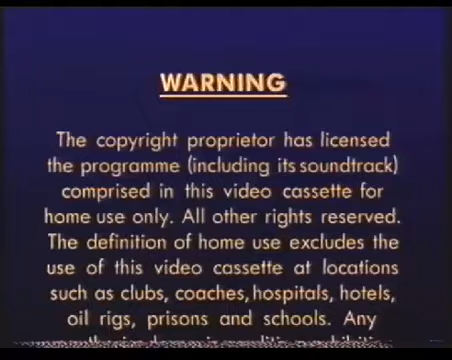 WARNING
The copyright proprietor has licensed
the programme (including its soundtrack)
comprised in this video cassette for
home use only. All other rights reserved.
The definition of home use excludes the
use of this video cassette at locations
such as clubs, coaches, hospitals, hotels,
oil rigs, prisons and schools. Any